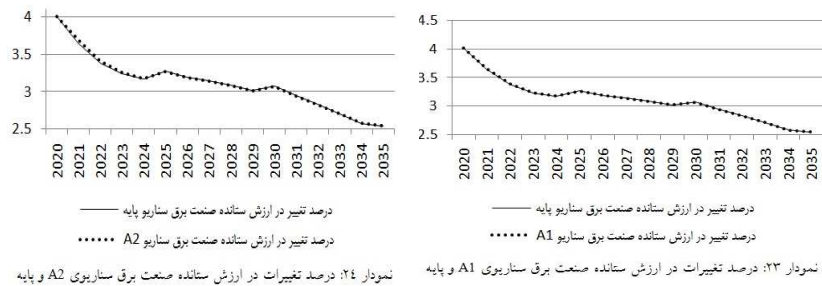 4.5
4
3.5
3
2.5
2020 2021 2022 2023 2024 2025 2026 2027 2028 2029 2030 2031 2032 2033 2034 2035
درصد تغییر در ارزش ستانده صنعت برق سناریو پایه
درصد تغییر در ارزش ستانده صنعت برق سناریو A1
نمودار ۲۳: درصد تغییرات در ارزش ستانده صنعت برق سناریوی A1 و پایه
4
3.5
3
2.5
2020 2021 2022 2023 2024 2025 2026 2027 2028 2029 2030 2031 2032 2033 2034 2035
درصد تغییر در ارزش ستانده صنعت برق سناریو پایه
درصد تغییر در ارزش ستانده صنعت برق سناریو A2
نمودار ۲٤: درصد تغییرات در ارزش ستانده صنعت برق سناریوی A2 و پایه